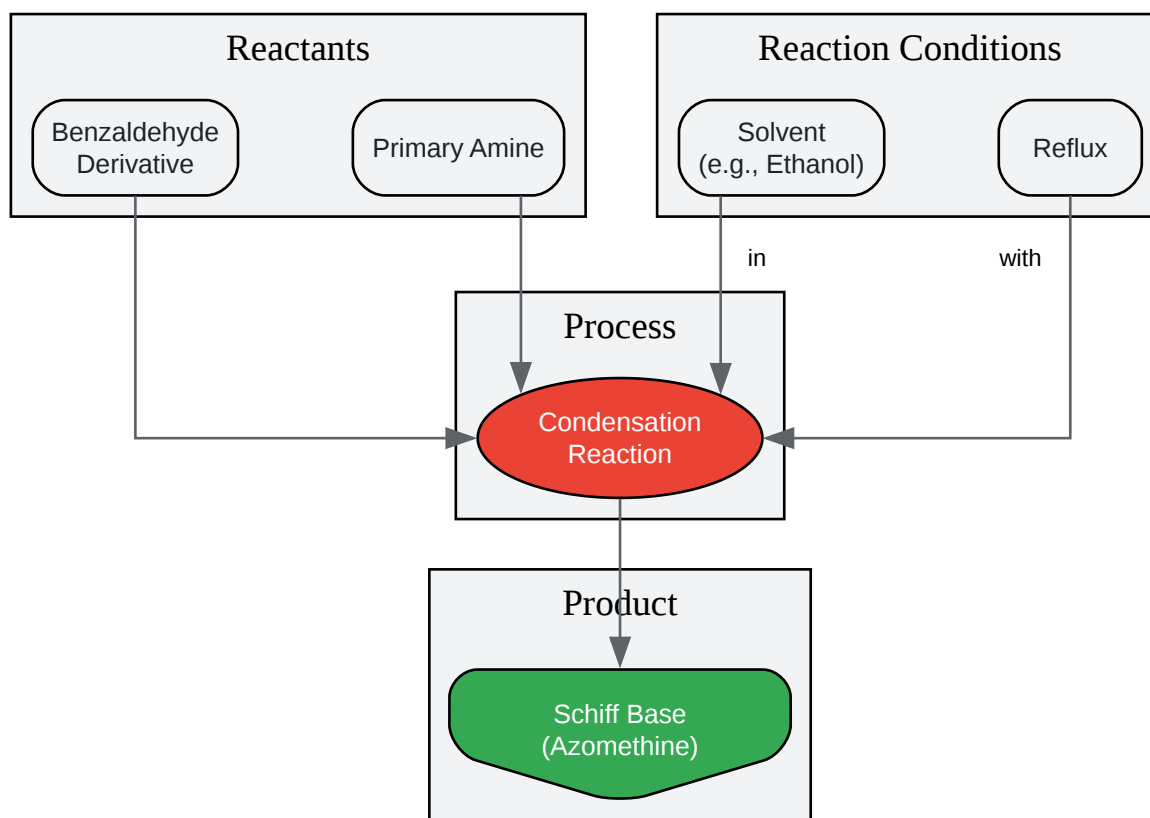 Reactants
Benzaldehyde
Derivative
Primary Amine
Reaction Conditions
Solvent
(e.g., Ethanol)
Reflux
in
with
Process
Condensation
Reaction
Product
Schiff Base
(Azomethine)